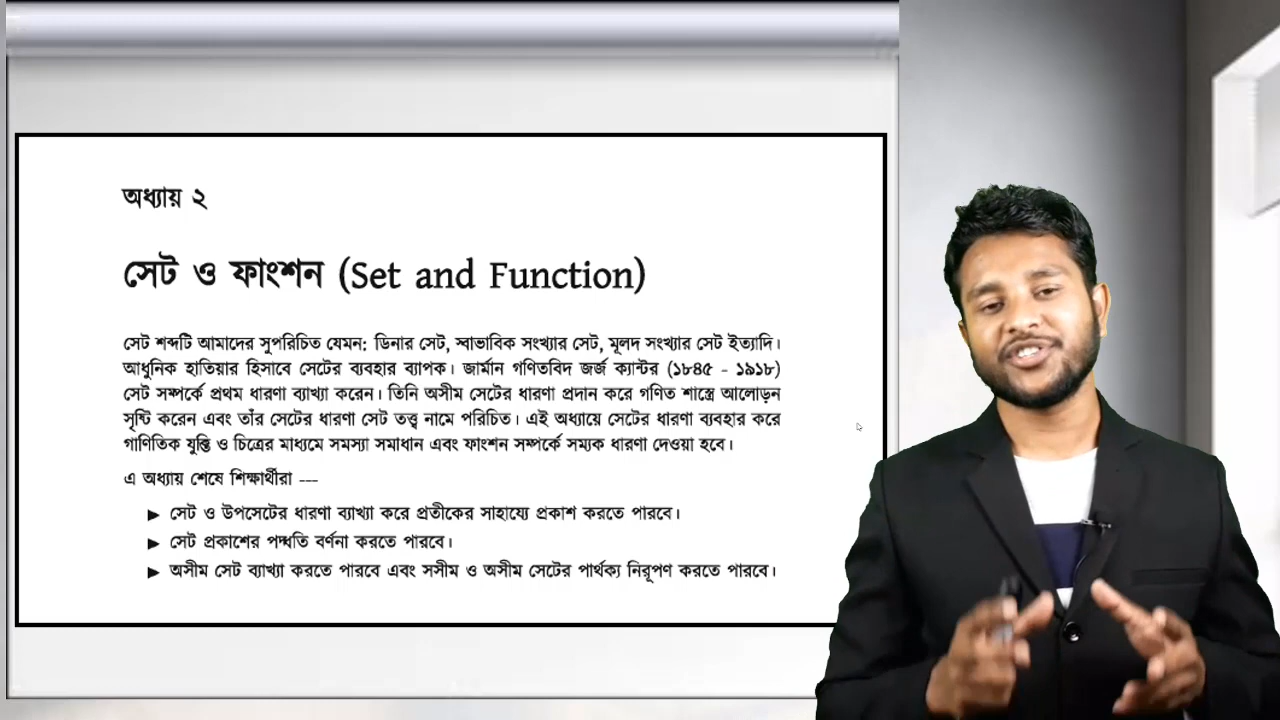 অধ্যায় ২
সেট ও ফাংশন (Set and Function)
সেট শব্দটি আমাদের সুপরিচিত যেমন: ডিনার সেট, স্বাভাবিক সংখ্যার সেট, মূলদ সংখ্যার সেট ইত্যাদি।
আধুনিক হাতিয়ার হিসাবে সেটের ব্যবহার ব্যাপক। জার্মান গণিতবিদ জর্জ ক্যান্টর (১৮৪৫ - ১৯১৮)
সেট সম্পর্কে প্রথম ধারণা ব্যাখ্যা করেন। তিনি অসীম সেটের ধারণা প্রদান করে গণিত শাস্ত্রে আলোড়ন
সৃষ্টি করেন এবং তাঁর সেটের ধারণা সেট তত্ত্ব নামে পরিচিত। এই অধ্যায়ে সেটের ধারণা ব্যবহার করে
গাণিতিক যুক্তি ও চিত্রের মাধ্যমে সমস্যা সমাধান এবং ফাংশন সম্পর্কে সম্যক ধারণা দেওয়া হবে।
এ অধ্যায় শেষে শিক্ষার্থীরা ---
▶ সেট ও উপসেটের ধারণা ব্যাখ্যা করে প্রতীকের সাহায্যে প্রকাশ করতে পারবে।
▶ সেট প্রকাশের পদ্ধতি বর্ণনা করতে পারবে।
▶ অসীম সেট ব্যাখ্যা করতে পারবে এবং সসীম ও অসীম সেটের পার্থক্য নিরূপণ করতে পারবে।